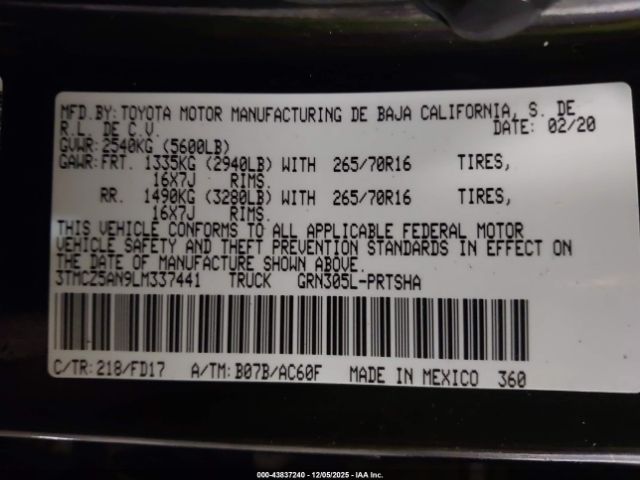 MFD.BY:TOYOTA MOTOR MANUFACTURING DE BAJA CALIFORNIA, S. DE
R.L. DE C.V. DATE: 02/20
GVWR:2540KG (5600LB)
GAWR:FRT. 1335KG (2940LB) WITH 265/70R16 TIRES,
16X7J RIMS.
RR. 1490KG (3280LB) WITH 265/70R16 TIRES,
16X7J RIMS.
THIS VEHICLE CONFORMS TO ALL APPLICABLE FEDERAL MOTOR
VEHICLE SAFETY AND THEFT PREVENTION STANDARDS IN EFFECT ON
THE DATE OF MANUFACTURE SHOWN ABOVE.
3TMCZ5AN9LM337441 TRUCK GRN305L-PRTSHA
C/TR:218/FD17 A/TM:B07B/AC60F MADE IN MEXICO 360
000-43837240 - 12/05/2025 - IAA Inc.